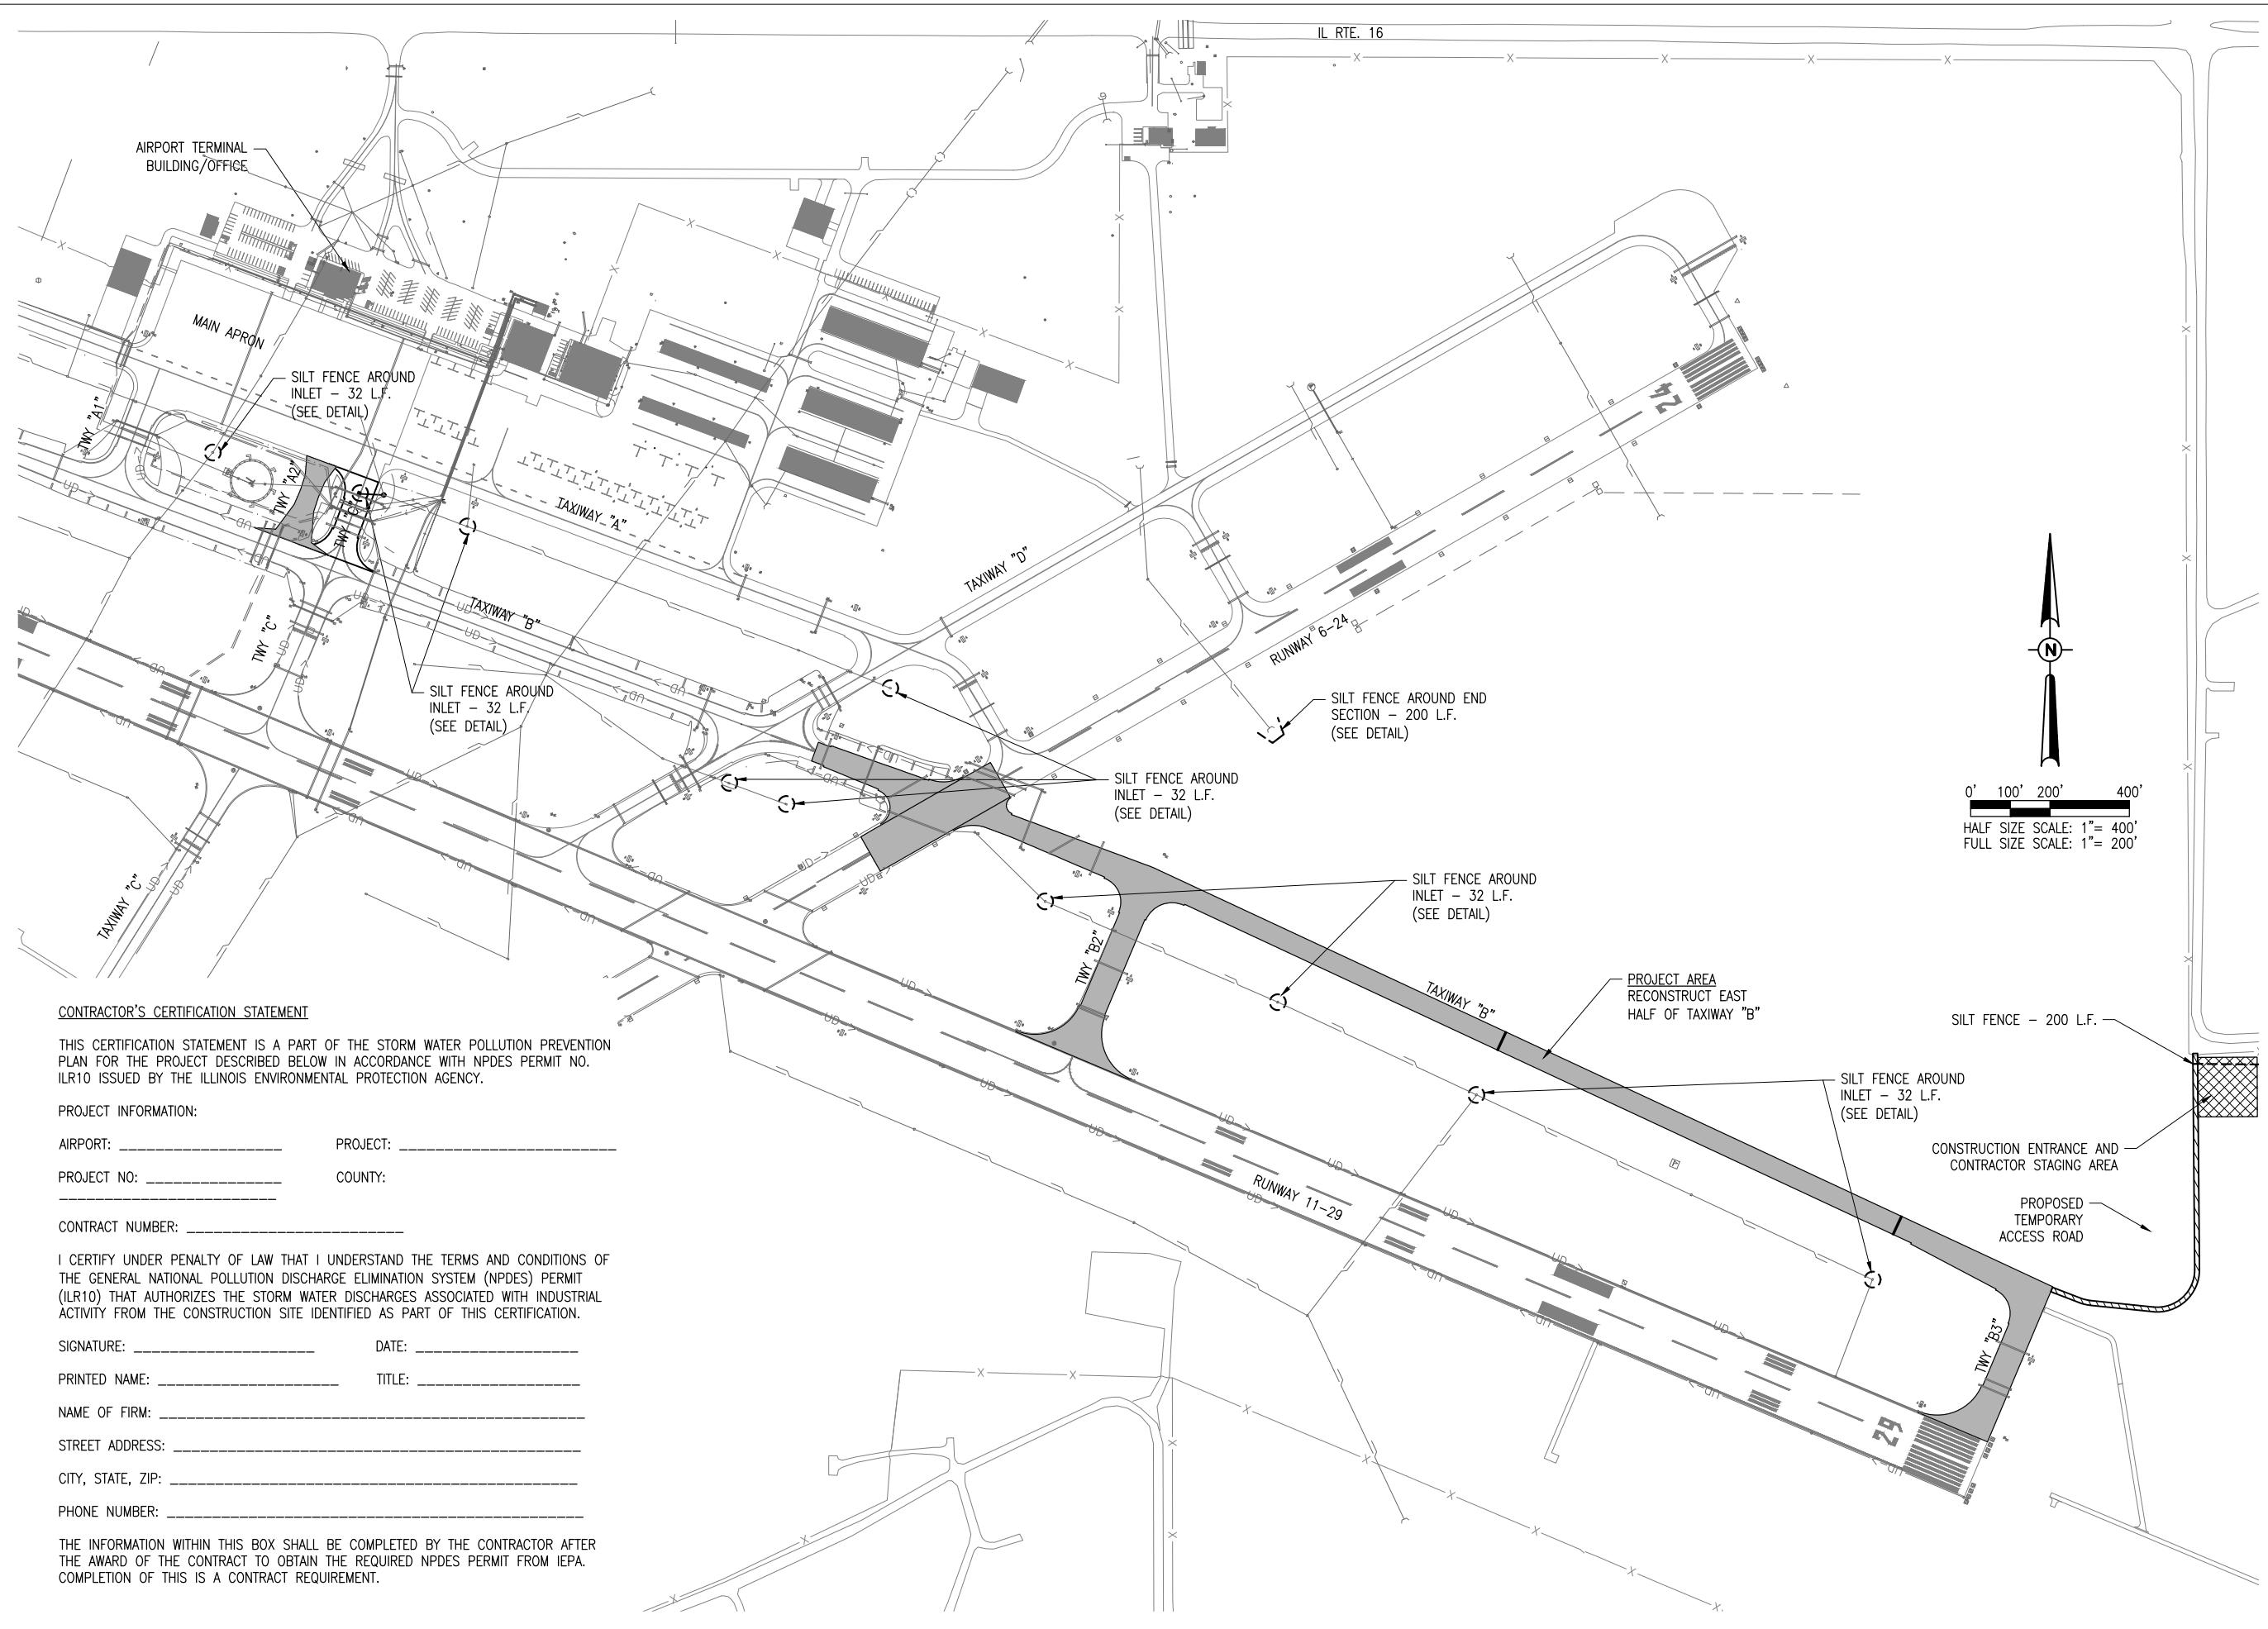 IL RTE. 16
AIRPORT TERMINAL
BUILDING/OFFICE
MAIN APRON
SILT FENCE AROUND
INLET – 32 L.F.
(SEE DETAIL)
TWY "A1"
TWY "A2"
TWY "C"
TAXIWAY "A"
TAXIWAY "B"
TWY "C"
TAXIWAY "D"
24
RUNWAY 6–24
SILT FENCE AROUND
INLET – 32 L.F.
(SEE DETAIL)
SILT FENCE AROUND END
SECTION – 200 L.F.
(SEE DETAIL)
N
0' 100' 200' 400'
HALF SIZE SCALE: 1"= 400'
FULL SIZE SCALE: 1"= 200'
SILT FENCE AROUND
INLET – 32 L.F.
(SEE DETAIL)
SILT FENCE AROUND
INLET – 32 L.F.
(SEE DETAIL)
TAXIWAY "C"
TWY "B2"
TAXIWAY "B"
PROJECT AREA
RECONSTRUCT EAST
HALF OF TAXIWAY "B"
SILT FENCE – 200 L.F.
SILT FENCE AROUND
INLET – 32 L.F.
(SEE DETAIL)
CONSTRUCTION ENTRANCE AND
CONTRACTOR STAGING AREA
PROPOSED
TEMPORARY
ACCESS ROAD
RUNWAY 11–29
TWY "B3"
29
CONTRACTOR'S CERTIFICATION STATEMENT
THIS CERTIFICATION STATEMENT IS A PART OF THE STORM WATER POLLUTION PREVENTION
PLAN FOR THE PROJECT DESCRIBED BELOW IN ACCORDANCE WITH NPDES PERMIT NO.
ILR10 ISSUED BY THE ILLINOIS ENVIRONMENTAL PROTECTION AGENCY.
PROJECT INFORMATION:
AIRPORT: __________________ PROJECT: ________________________
PROJECT NO: _______________ COUNTY:
________________________
CONTRACT NUMBER: ________________________
I CERTIFY UNDER PENALTY OF LAW THAT I UNDERSTAND THE TERMS AND CONDITIONS OF
THE GENERAL NATIONAL POLLUTION DISCHARGE ELIMINATION SYSTEM (NPDES) PERMIT
(ILR10) THAT AUTHORIZES THE STORM WATER DISCHARGES ASSOCIATED WITH INDUSTRIAL
ACTIVITY FROM THE CONSTRUCTION SITE IDENTIFIED AS PART OF THIS CERTIFICATION.
SIGNATURE: ____________________ DATE: __________________
PRINTED NAME: ____________________ TITLE: __________________
NAME OF FIRM: _______________________________________________
STREET ADDRESS: _____________________________________________
CITY, STATE, ZIP: _____________________________________________
PHONE NUMBER: ______________________________________________
THE INFORMATION WITHIN THIS BOX SHALL BE COMPLETED BY THE CONTRACTOR AFTER
THE AWARD OF THE CONTRACT TO OBTAIN THE REQUIRED NPDES PERMIT FROM IEPA.
COMPLETION OF THIS IS A CONTRACT REQUIREMENT.